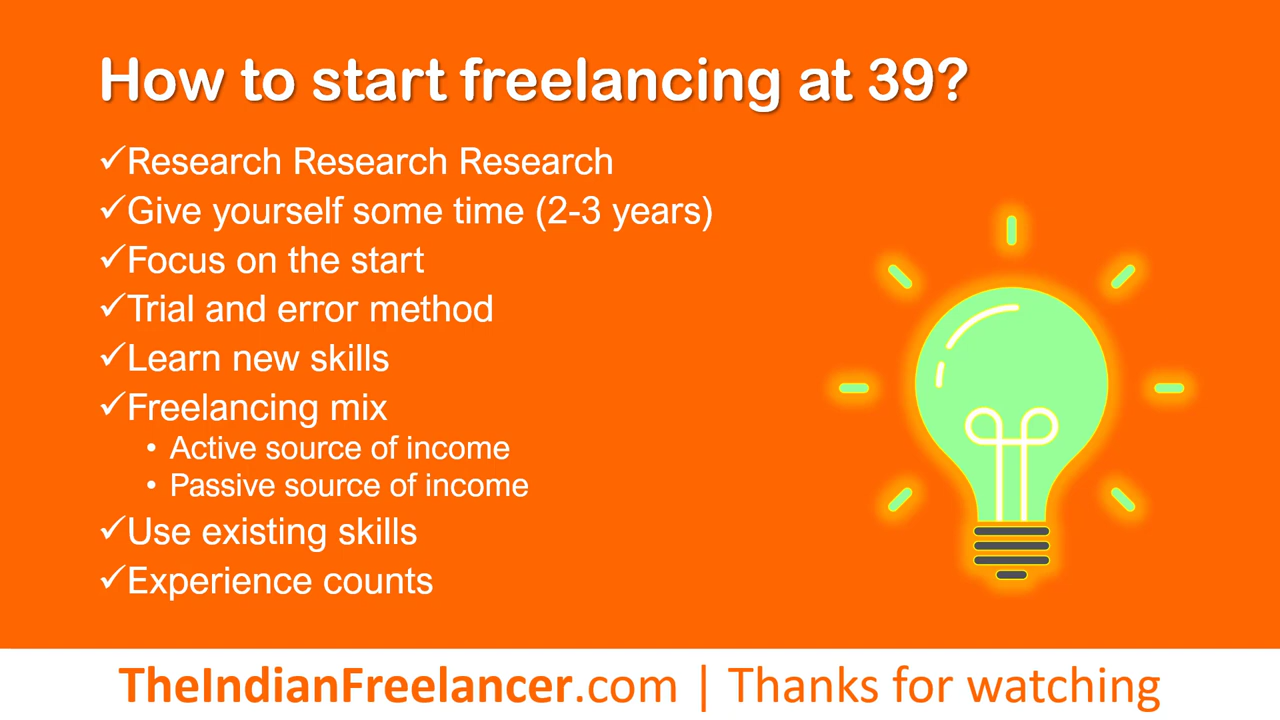 How to start freelancing at 39?
✓Research Research Research
✓Give yourself some time (2-3 years)
✓Focus on the start
✓Trial and error method
✓Learn new skills
✓Freelancing mix
• Active source of income
• Passive source of income
✓Use existing skills
✓Experience counts
TheIndianFreelancer.com | Thanks for watching